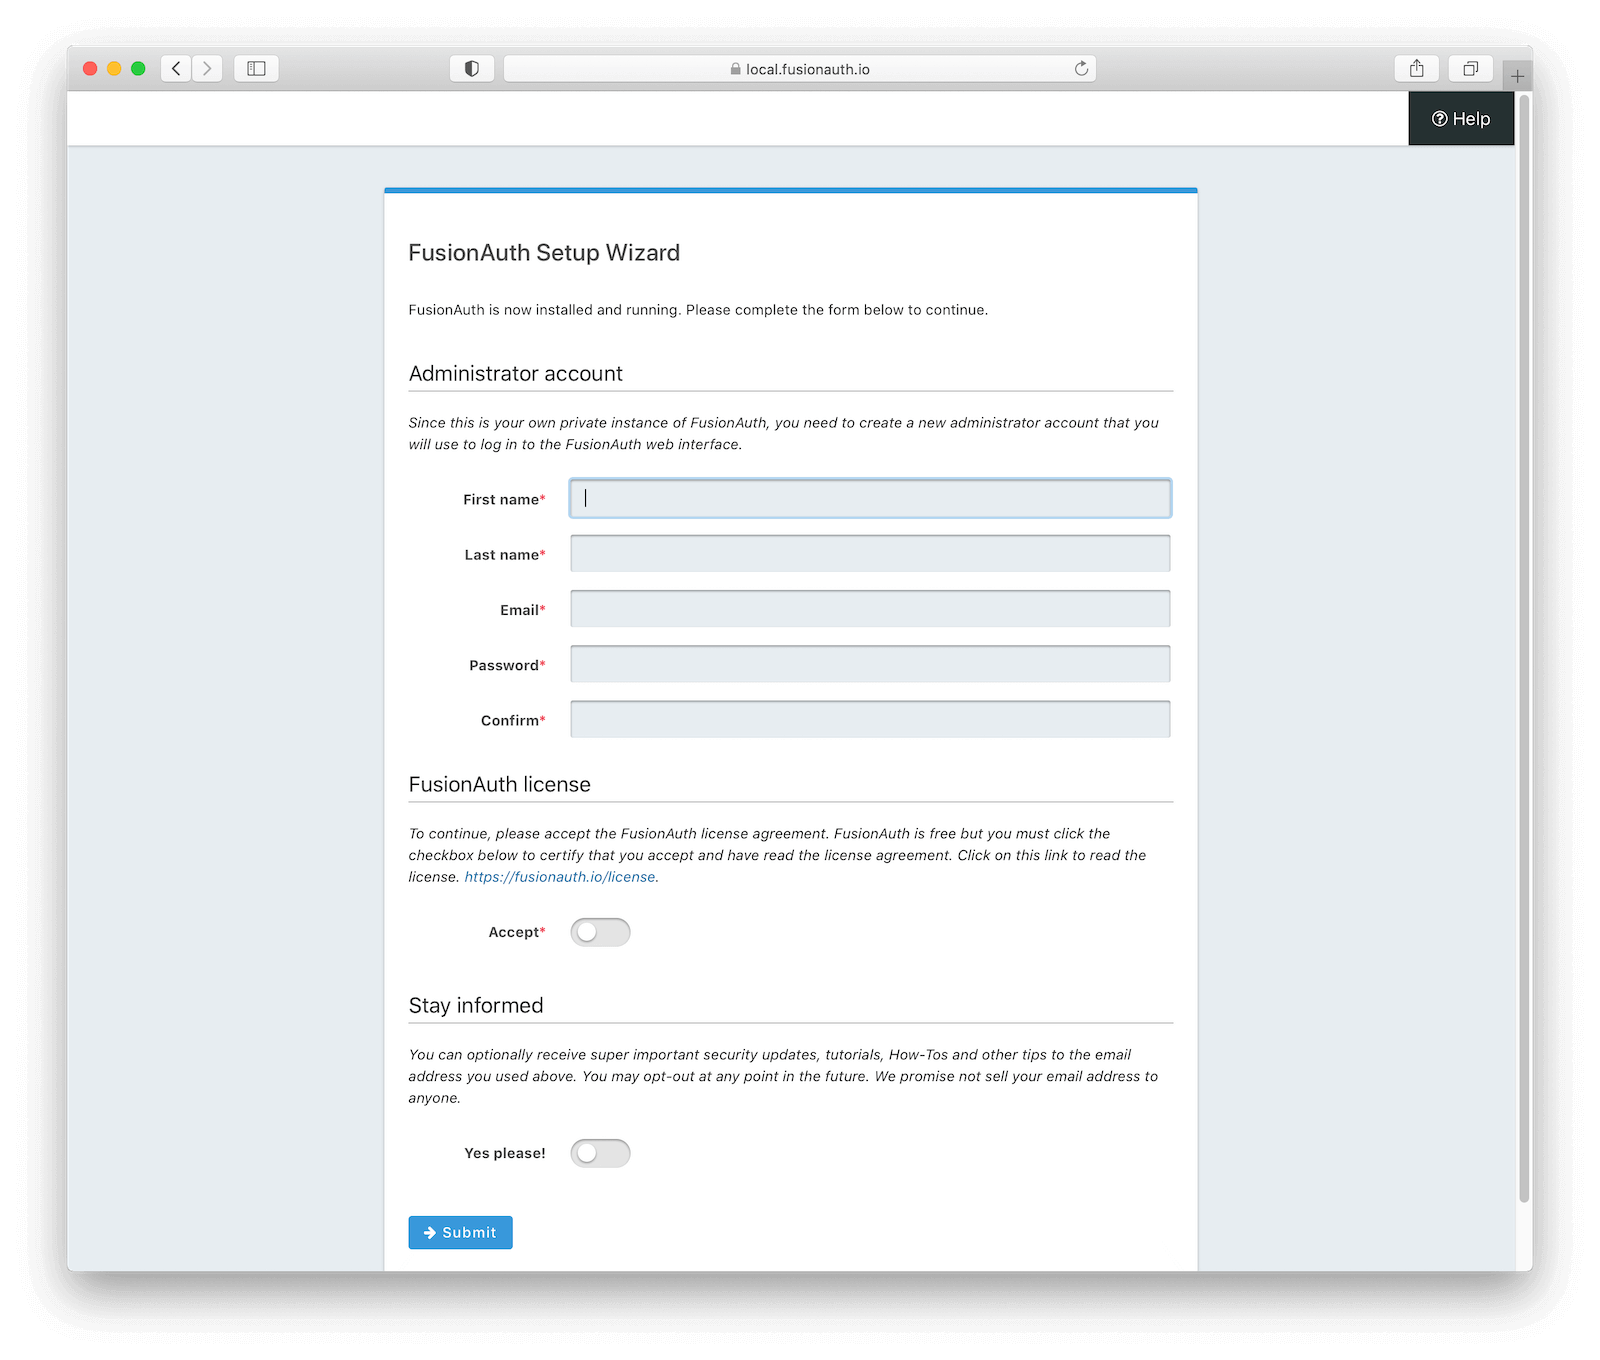 local.fusionauth.io
Help
FusionAuth Setup Wizard
FusionAuth is now installed and running. Please complete the form below to continue.
Administrator account
Since this is your own private instance of FusionAuth, you need to create a new administrator account that you
will use to log in to the FusionAuth web interface.
First name*
Last name*
Email*
Password*
Confirm*
FusionAuth license
To continue, please accept the FusionAuth license agreement. FusionAuth is free but you must click the
checkbox below to certify that you accept and have read the license agreement. Click on this link to read the
license. https://fusionauth.io/license.
Accept*
Stay informed
You can optionally receive super important security updates, tutorials, How-Tos and other tips to the email
address you used above. You may opt-out at any point in the future. We promise not sell your email address to
anyone.
Yes please!
Submit